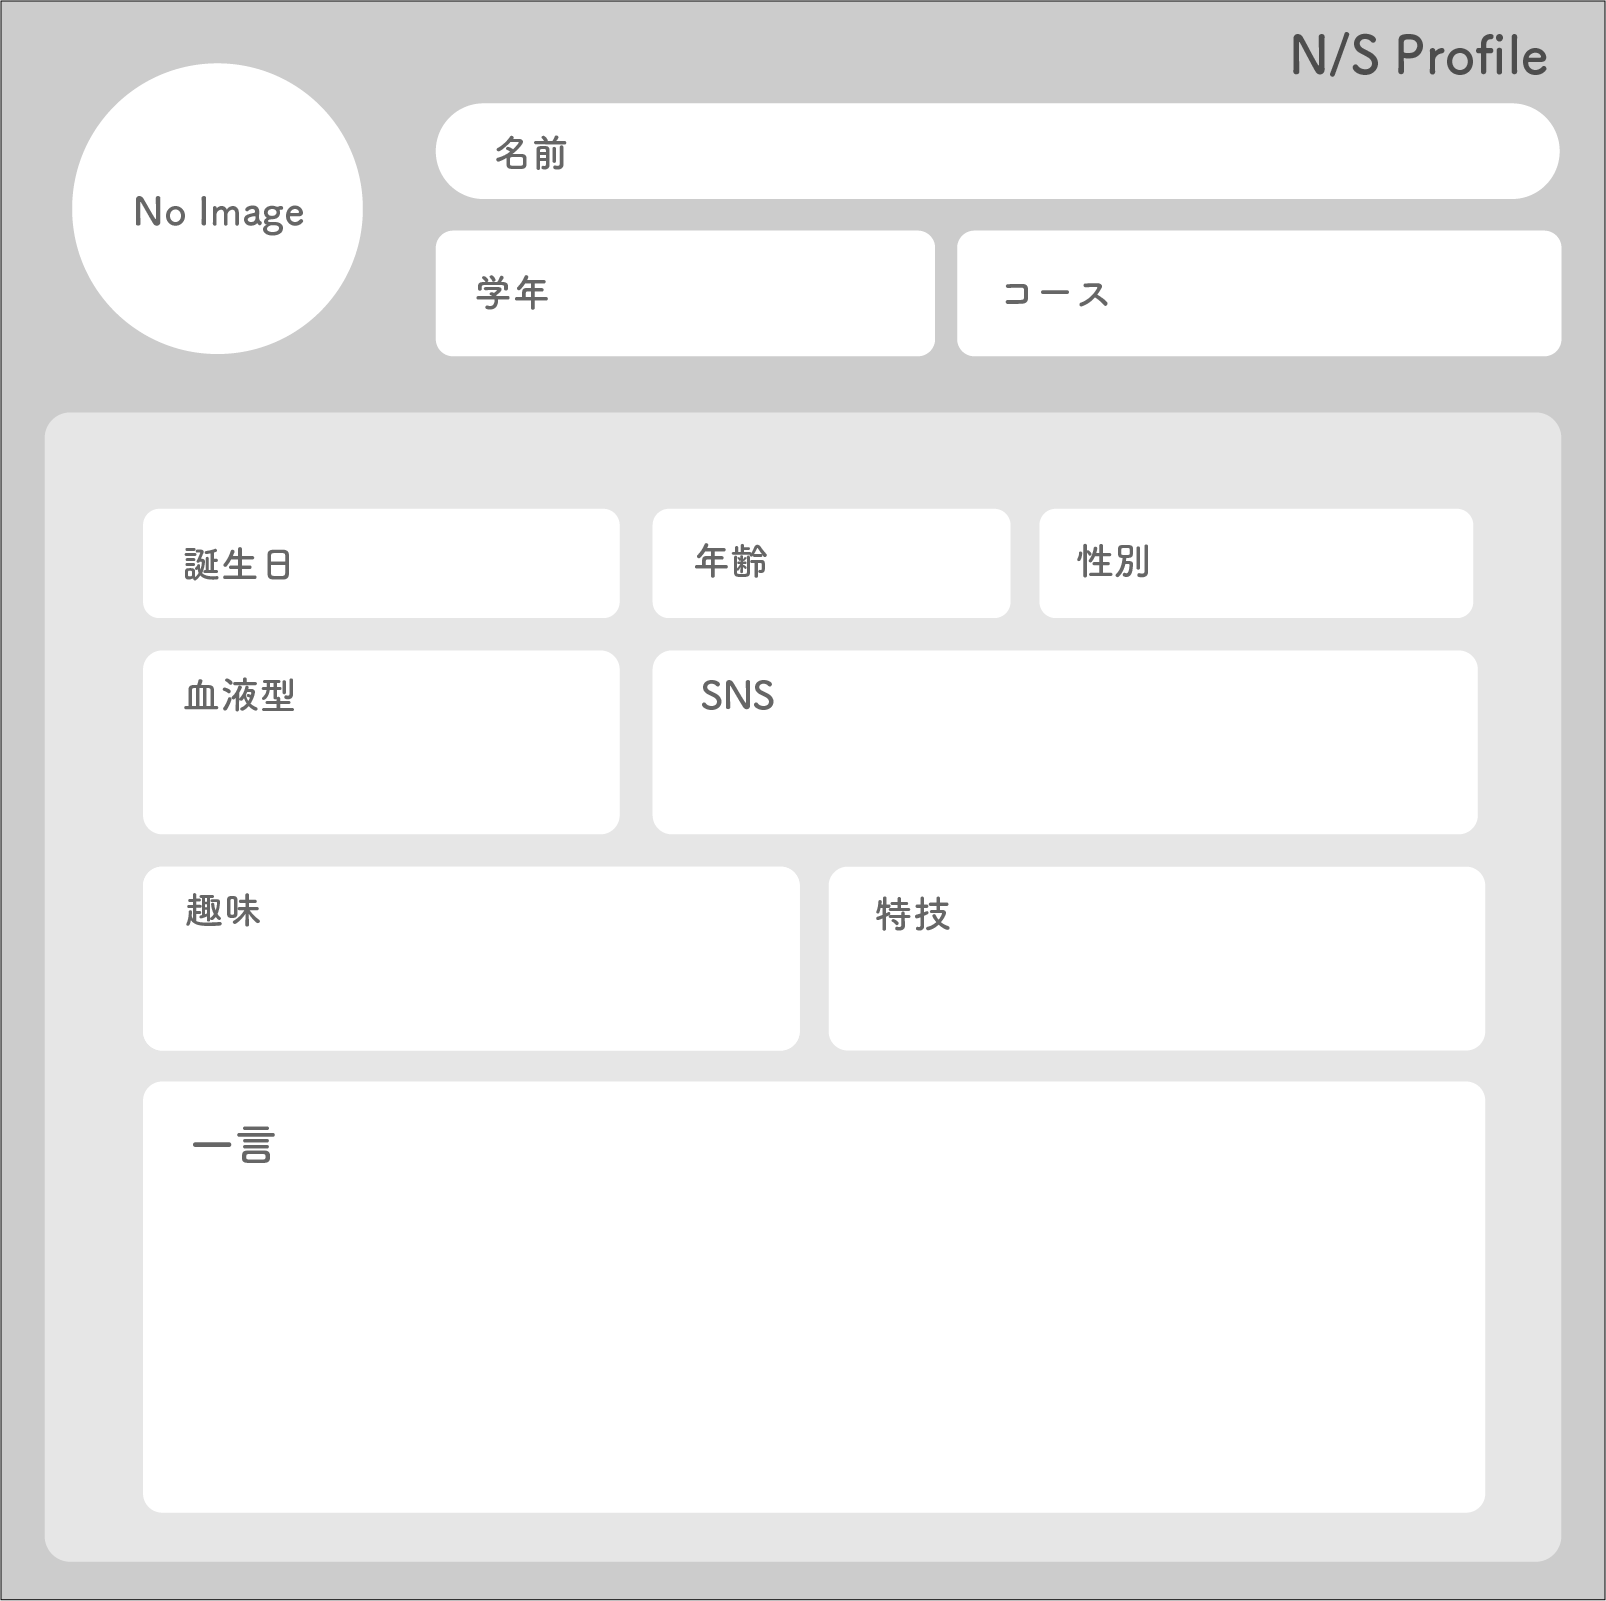 N/S Profile
No Image
名前
学年
コース
誕生日
年齢
性別
血液型
SNS
趣味
特技
一言